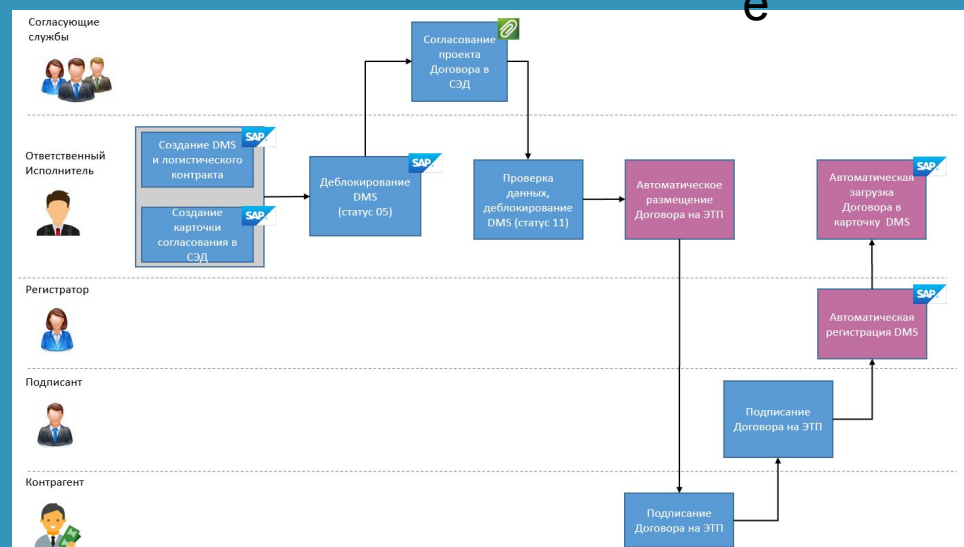 е
Согласующие
службы
Согласование
проекта
Договора в
СЭД
Ответственный
Исполнитель
SAP
Создание DMS
и логистического
контракта
SAP
Создание
карточки
согласования в
СЭД
SAP
Деблокирование
DMS
(статус 05)
Проверка
данных,
деблокирование
DMS (статус 11)
Автоматическое
размещение
Договора на ЭТП
SAP
Автоматическая
загрузка
Договора в
карточку DMS
Регистратор
SAP
Автоматическая
регистрация DMS
Подписант
Подписание
Договора на ЭТП
Контрагент
Подписание
Договора на ЭТП